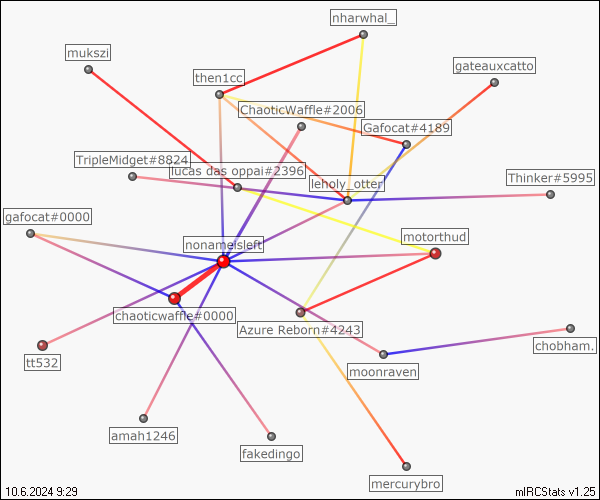 nharwhal_
mukszi
gateauxcatto
then1cc
ChaoticWaffle#2006
Gafocat#4189
TripleMidget#8824
lucas das oppai#2396
leholy_otter
Thinker#5995
gafocat#0000
motorthud
nonameisleft
chaoticwaffle#0000
Azure Reborn#4243
chobham.
tt532
moonraven
amah1246
fakedingo
mercurybro
10.6.2024 9:29
mIRCStats v1.25